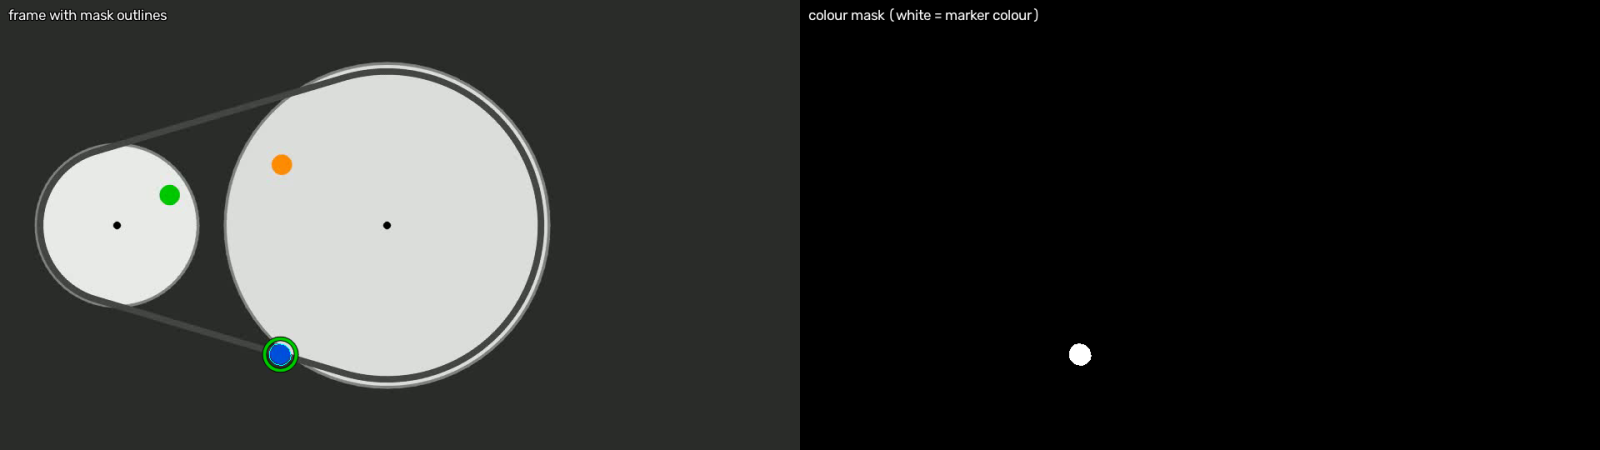 frame with mask outlines
colour mask (white = marker colour)